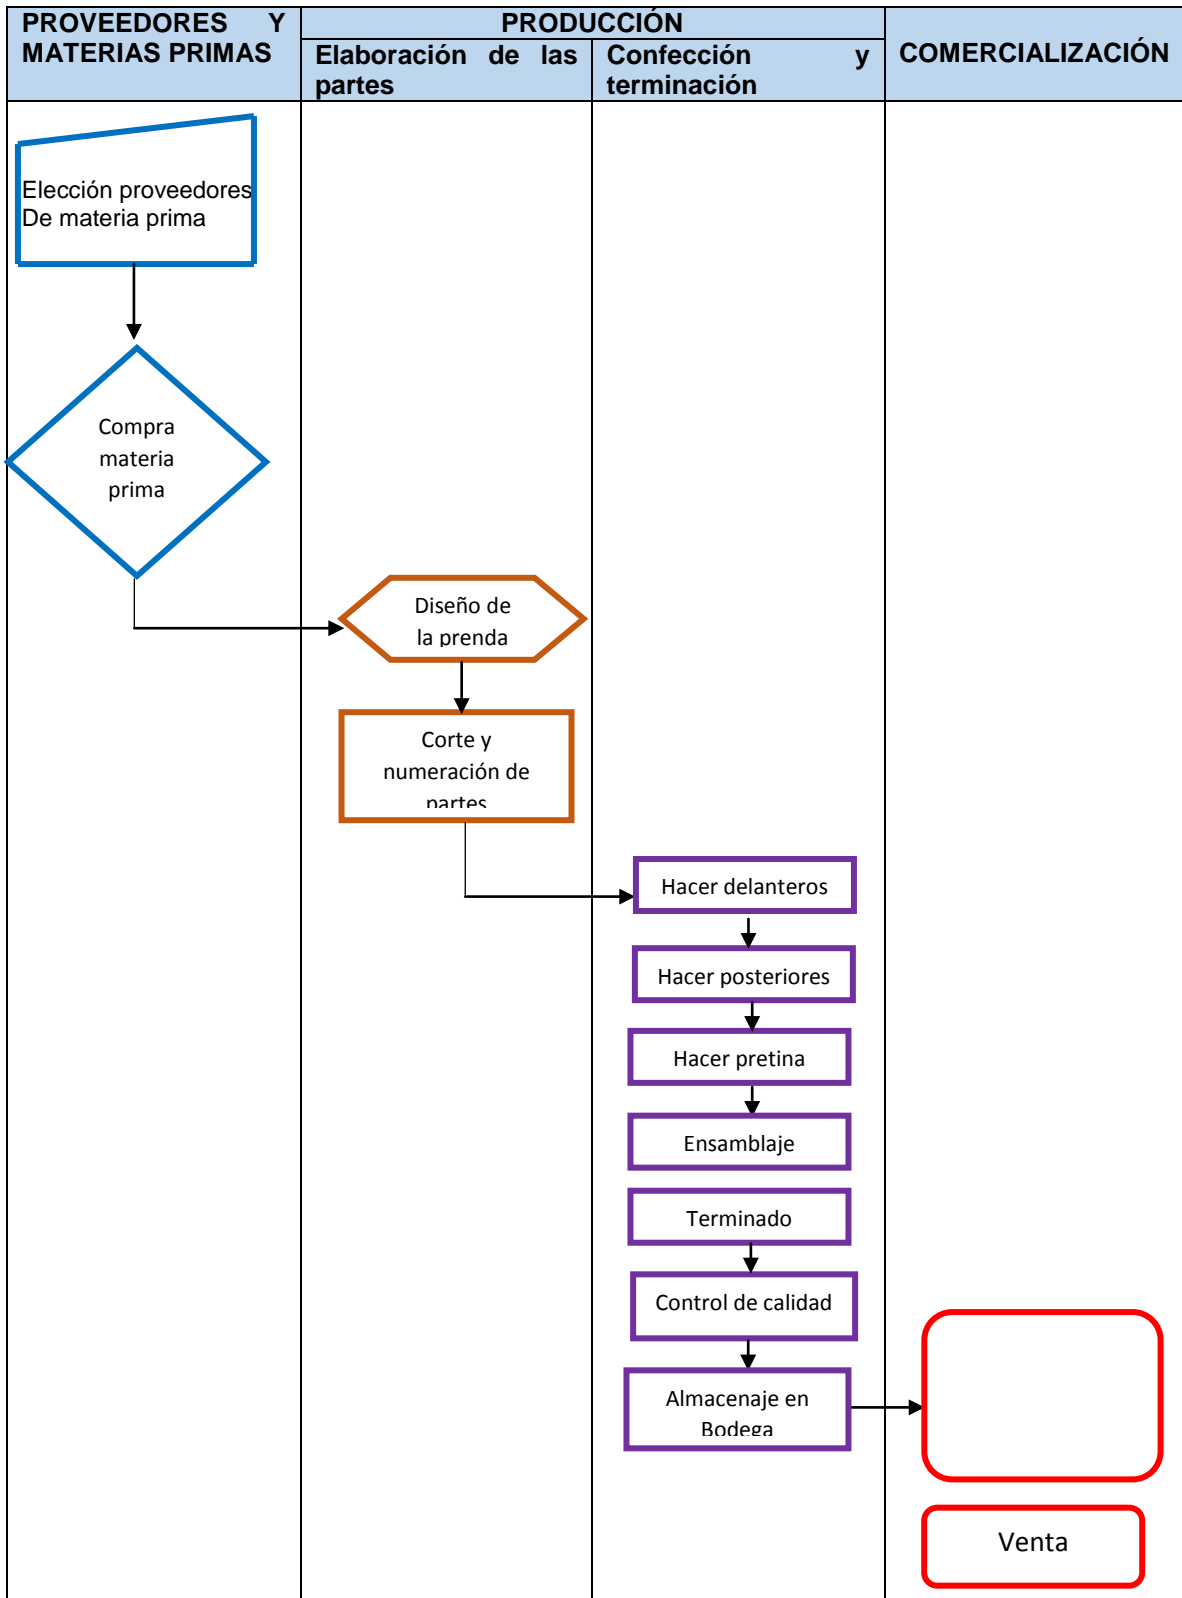 PROVEEDORES Y
MATERIAS PRIMAS
PRODUCCIÓN
Elaboración de las
partes
Confección y
terminación
COMERCIALIZACIÓN
Elección proveedores
De materia prima
Compra
materia
prima
Diseño de
la prenda
Corte y
numeración de
partes
Hacer delanteros
Hacer posteriores
Hacer pretina
Ensamblaje
Terminado
Control de calidad
Almacenaje en
Bodega
Venta